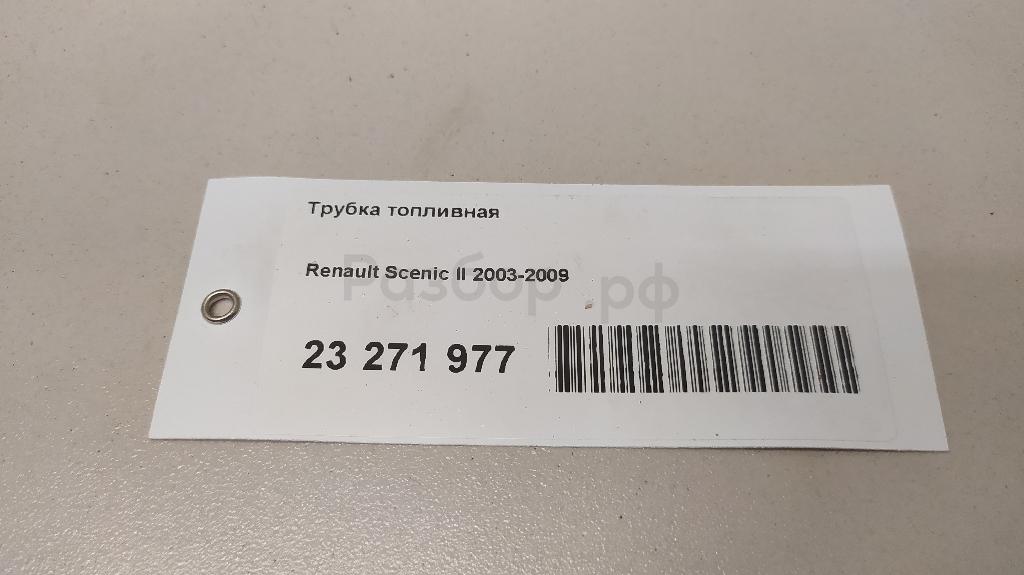 Трубка топливная
Renault Scenic II 2003-2009
Разбор.рф
23 271 977